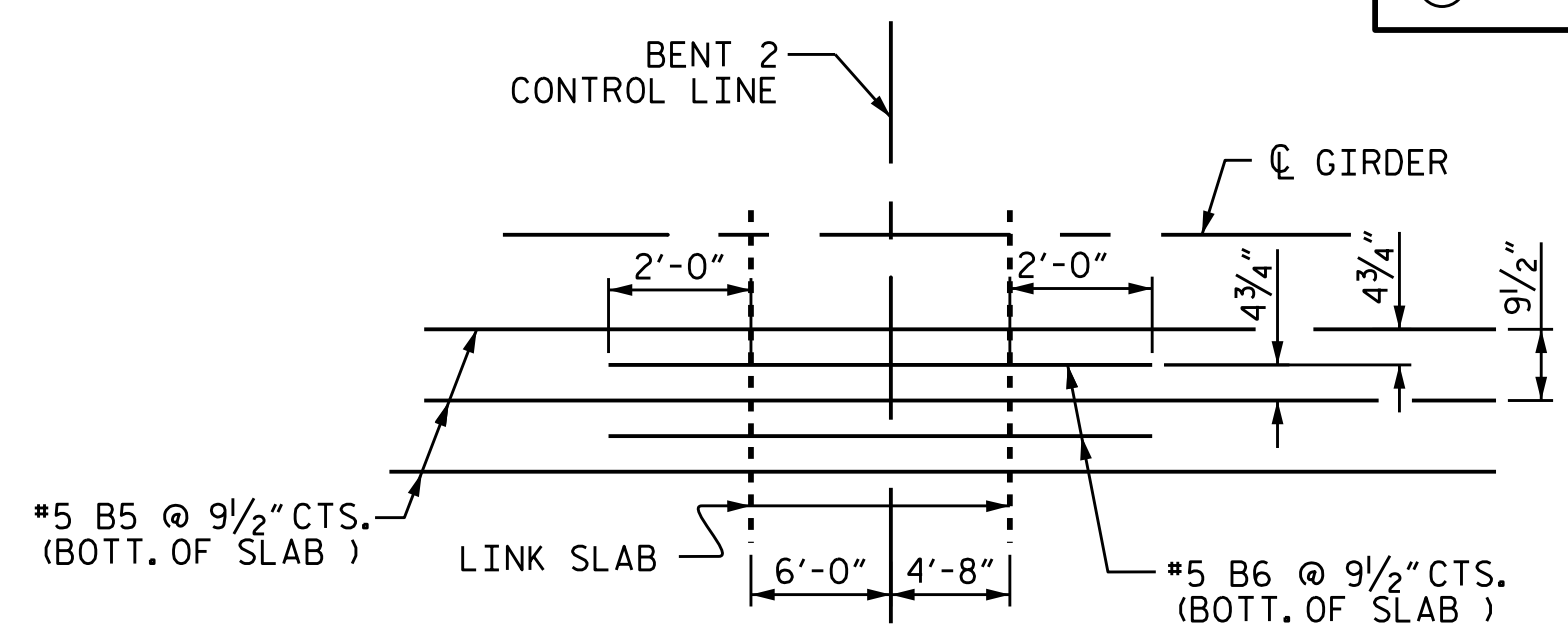 BENT 2
CONTROL LINE
℄ GIRDER
2'-0"
2'-0"
4¾"
4¾"
9½"
#5 B5 @ 9½" CTS.
(BOTT. OF SLAB )
LINK SLAB
6'-0"
4'-8"
#5 B6 @ 9½" CTS.
(BOTT. OF SLAB )